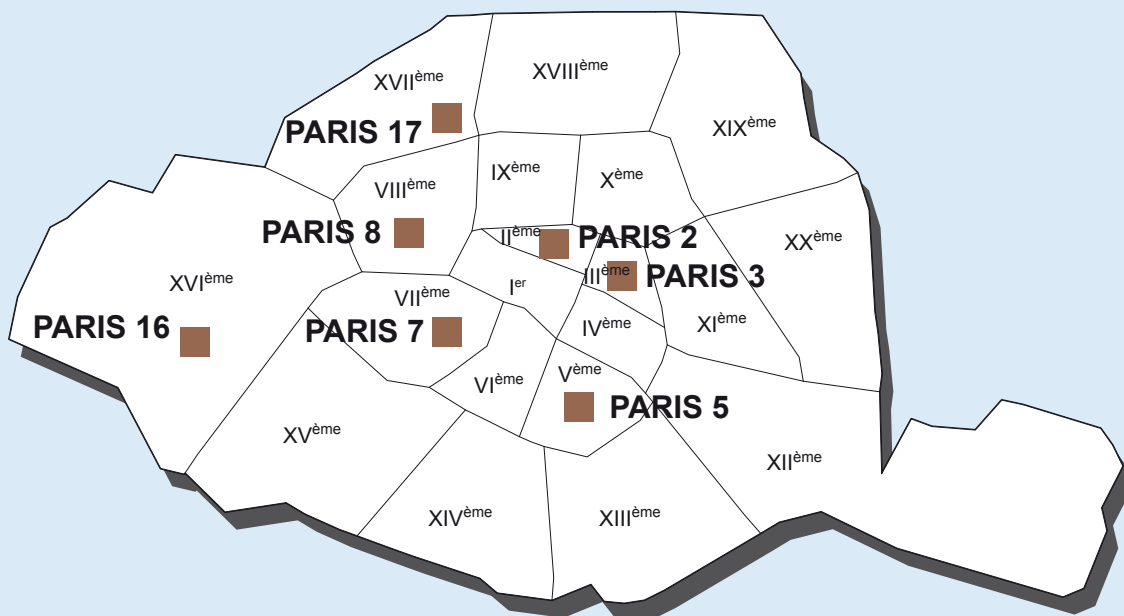 XVIIIème
XVIIème
PARIS 17
XIXème
IXème
Xème
VIIIème
PARIS 8
IIème
PARIS 2
XXème
IIIème
PARIS 3
XVIème
Ier
VIIème
PARIS 16
PARIS 7
IVème
XIème
Vème
VIème
PARIS 5
XVème
XIIème
XIVème
XIIIème